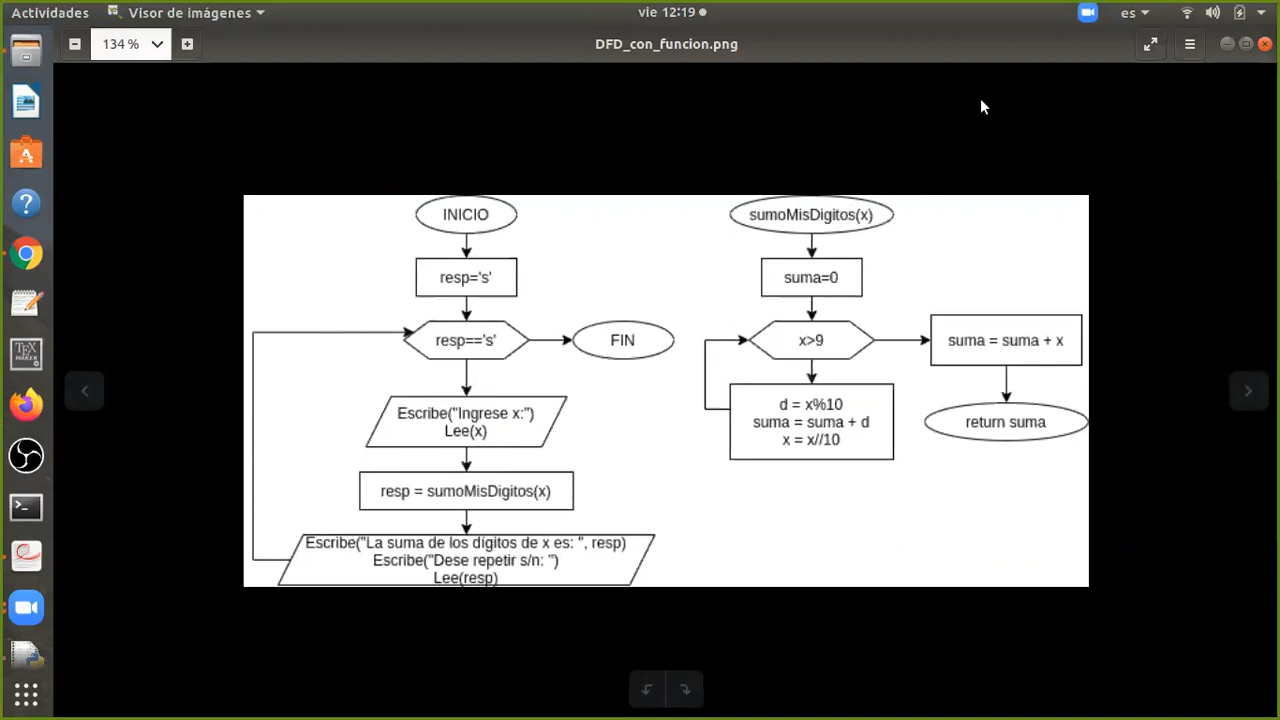 Actividades
Visor de imágenes
vie 12:19
es
134 %
DFD_con_funcion.png
INICIO
resp='s'
resp=='s'
FIN
Escribe("Ingrese x:")
Lee(x)
resp = sumoMisDigitos(x)
Escribe("La suma de los digitos de x es: ", resp)
Escribe("Dese repetir s/n: ")
Lee(resp)
sumoMisDigitos(x)
suma=0
x>9
suma = suma + x
d = x%10
suma = suma + d
x = x//10
return suma
TEX
MAKER